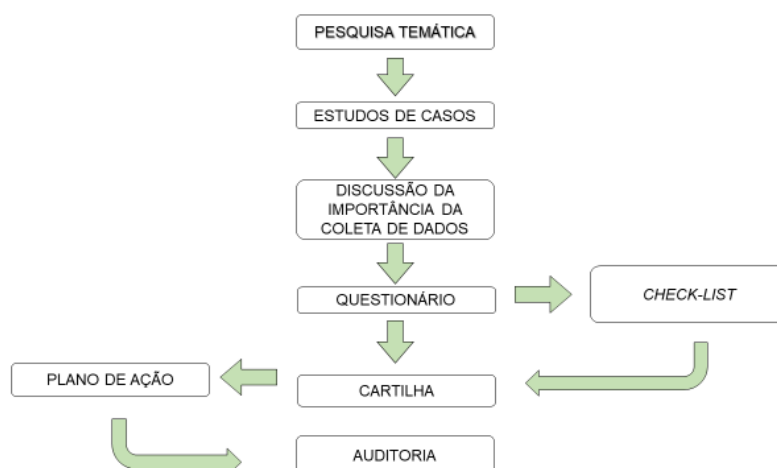 PESQUISA TEMÁTICA
ESTUDOS DE CASOS
DISCUSSÃO DA
IMPORTÂNCIA DA
COLETA DE DADOS
QUESTIONÁRIO
CHECK-LIST
PLANO DE AÇÃO
CARTILHA
AUDITORIA